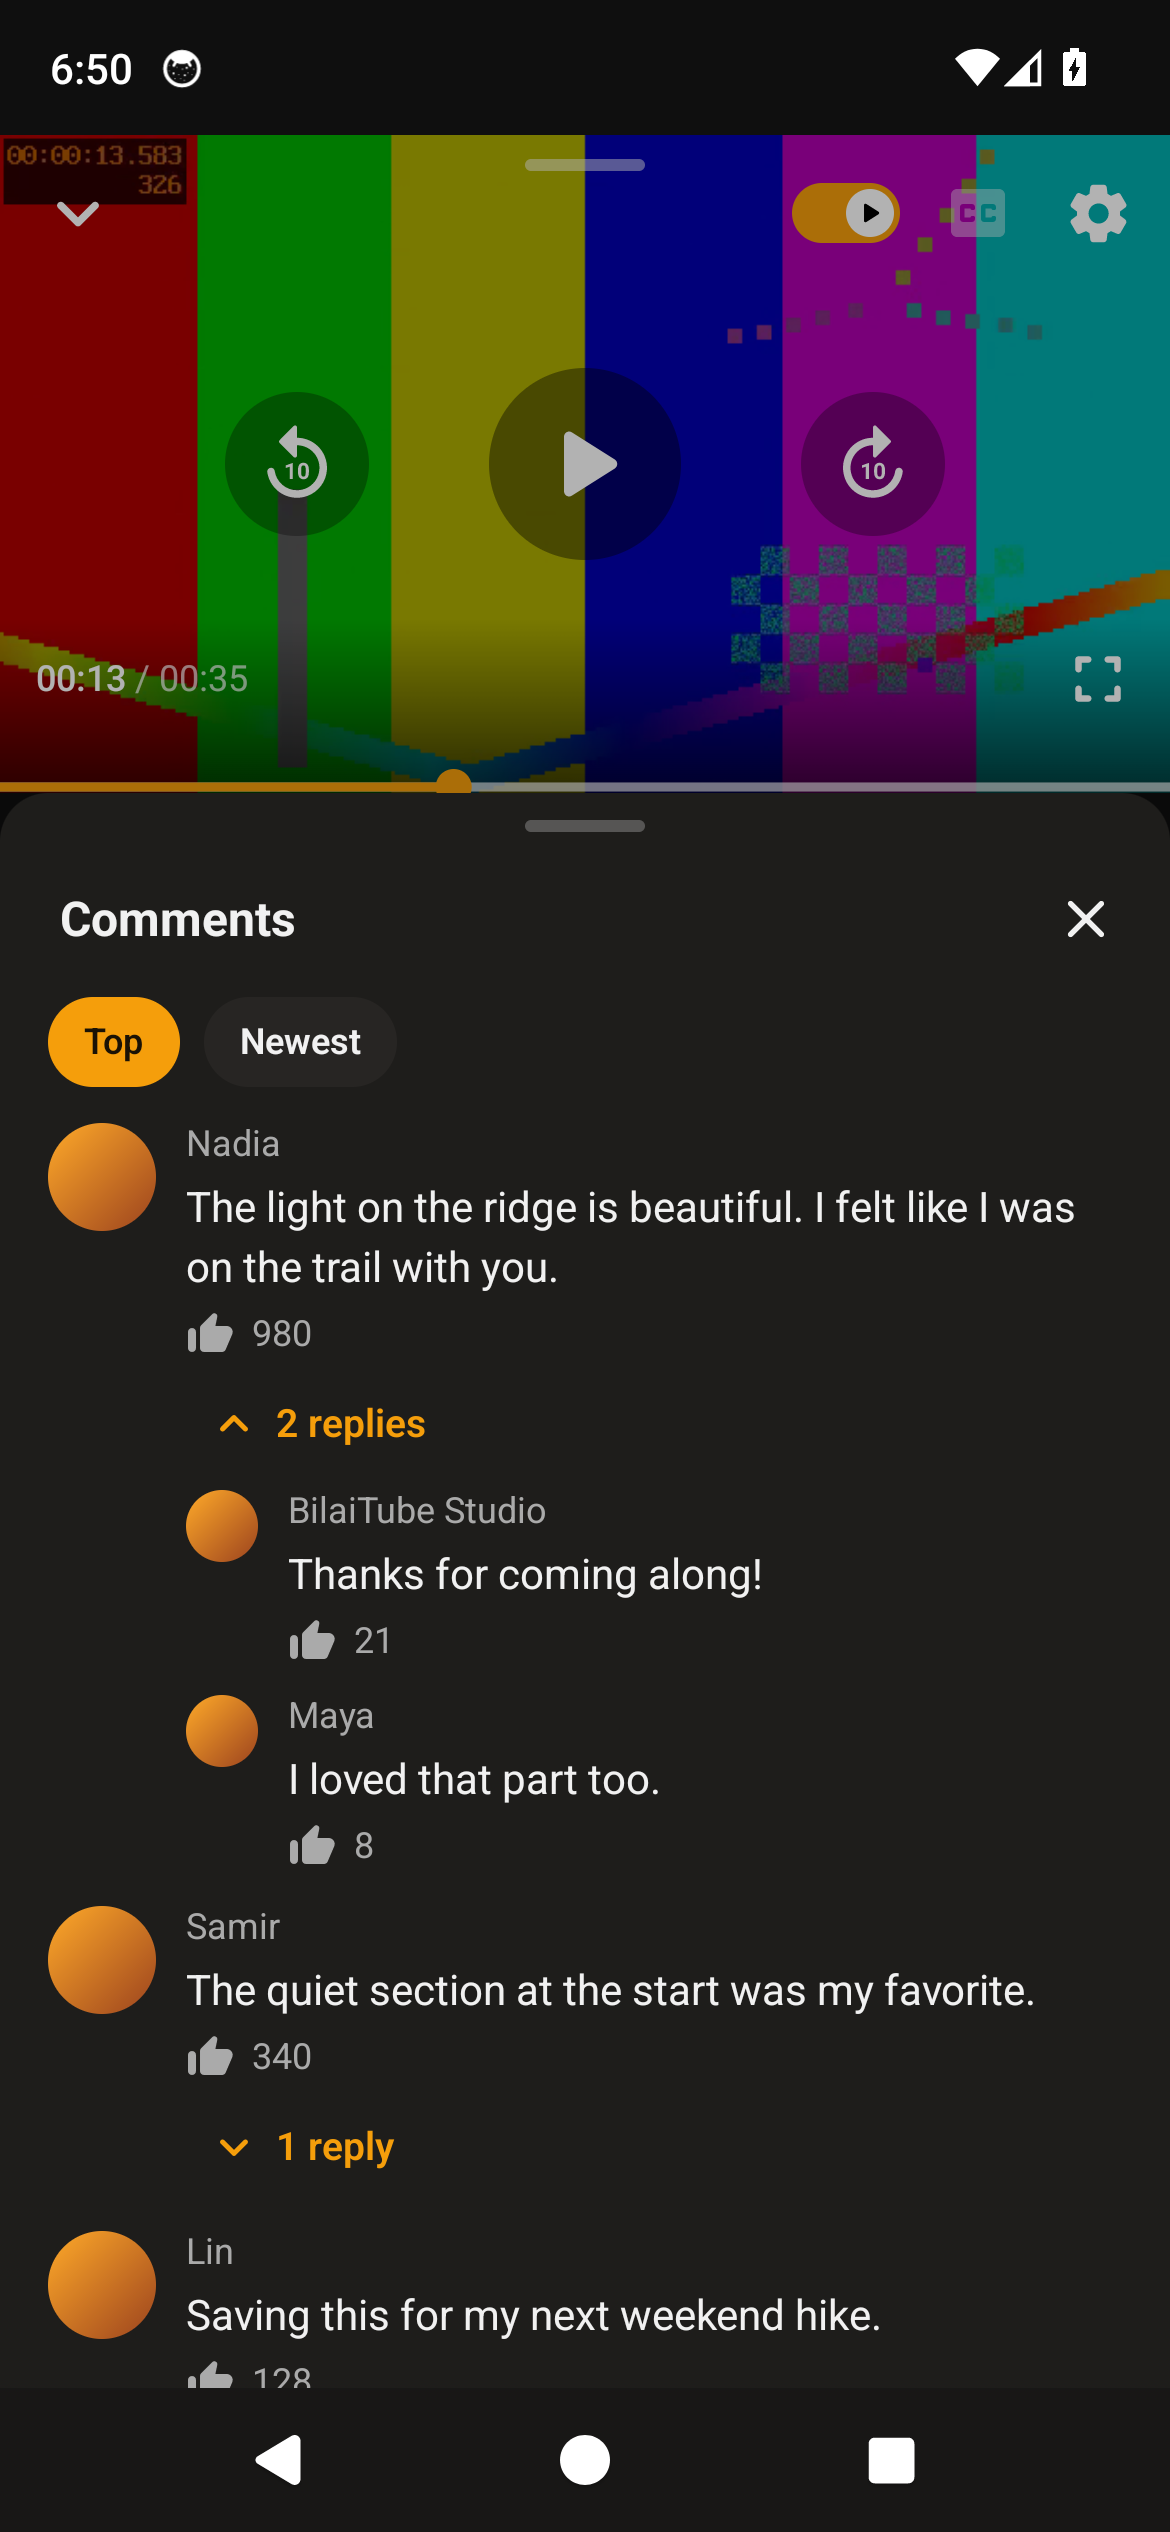 6:50
00:00:13.583
326
CC
10
10
00:13 / 00:35
Comments
Top
Newest
Nadia
The light on the ridge is beautiful. I felt like I was
on the trail with you.
980
2 replies
BilaiTube Studio
Thanks for coming along!
21
Maya
I loved that part too.
8
Samir
The quiet section at the start was my favorite.
340
1 reply
Lin
Saving this for my next weekend hike.
128